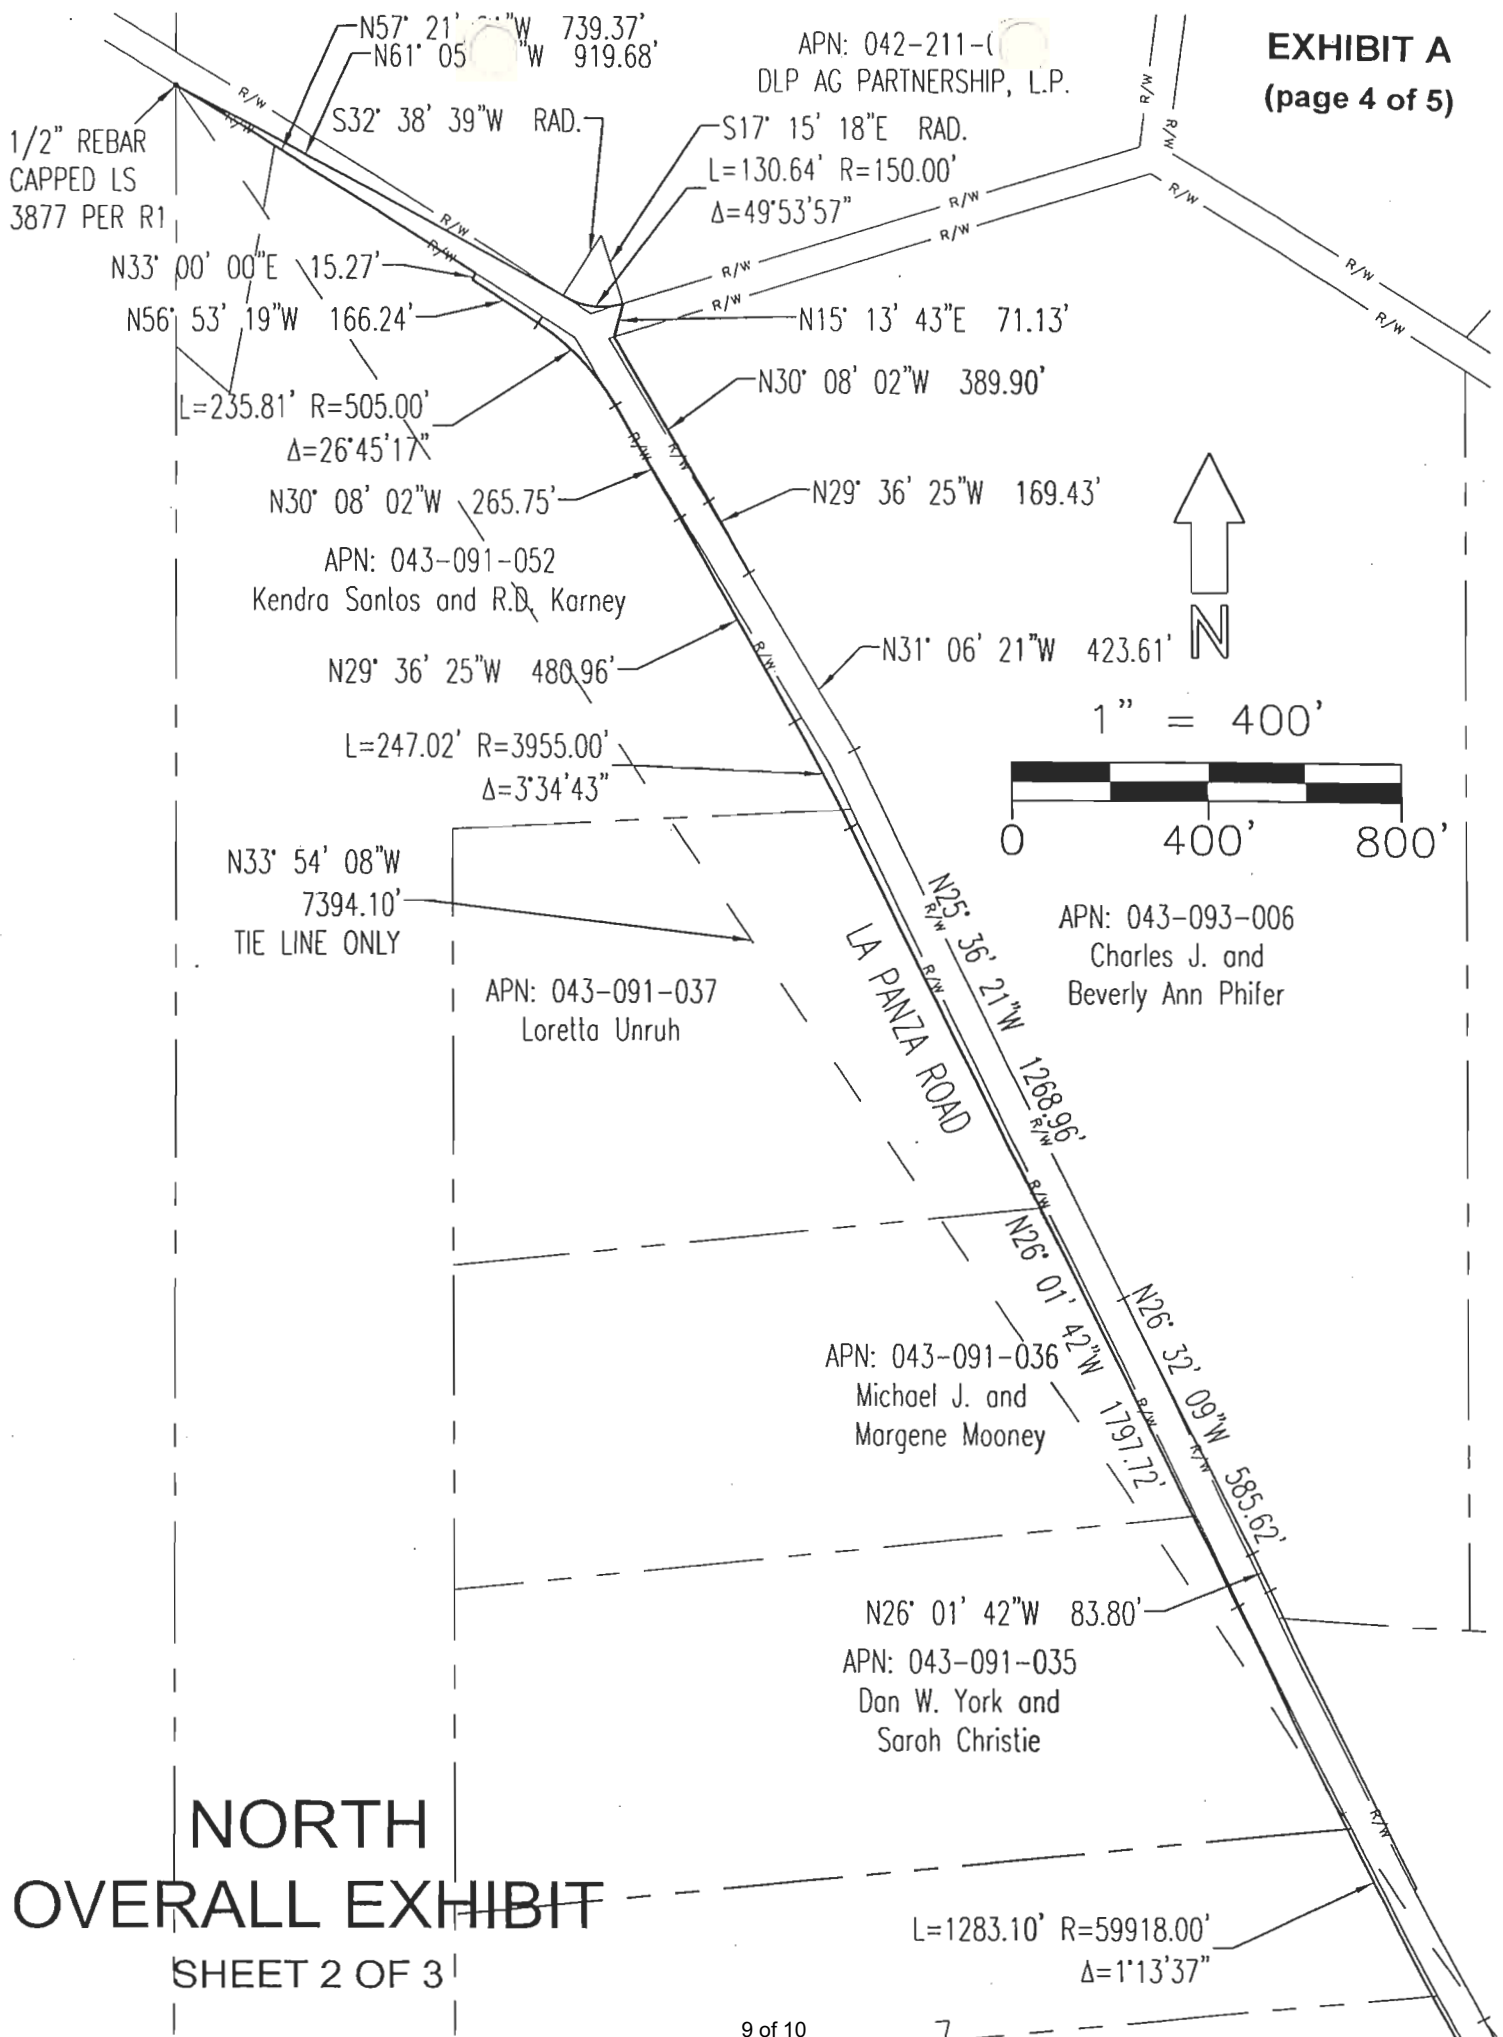 EXHIBIT A
(page 4 of 5)
N57° 21' "W 739.37'
N61° 05 "W 919.68'
APN: 042-211-
DLP AG PARTNERSHIP, L.P.
S32° 38' 39"W RAD.
S17° 15' 18"E RAD.
L=130.64' R=150.00'
Δ=49°53'57"
1/2" REBAR
CAPPED LS
3877 PER R1
R/W
R/W
R/W
R/W
R/W
R/W
R/W
R/W
R/W
R/W
R/W
R/W
R/W
N33° 00' 00"E 15.27'
N56° 53' 19"W 166.24'
N15° 13' 43"E 71.13'
N30° 08' 02"W 389.90'
L=235.81' R=505.00'
Δ=26°45'17"
R/W
R/W
N30° 08' 02"W 265.75'
N29° 36' 25"W 169.43'
APN: 043-091-052
Kendra Santos and R.D. Karney
N29° 36' 25"W 480.96'
R/W
N31° 06' 21"W 423.61'
N
1" = 400'
0 400' 800'
L=247.02' R=3955.00'
Δ=3°34'43"
N33° 54' 08"W
7394.10'
TIE LINE ONLY
N25° 36' 21"W 1268.96'
R/W
R/W
R/W
R/W
LA PANZA ROAD
APN: 043-093-006
Charles J. and
Beverly Ann Phifer
APN: 043-091-037
Loretta Unruh
N26° 01' 42"W 1797.72'
R/W
R/W
N26° 32' 09"W 585.62'
APN: 043-091-036
Michael J. and
Margene Mooney
N26° 01' 42"W 83.80'
APN: 043-091-035
Dan W. York and
Sarah Christie
R/W
NORTH
OVERALL EXHIBIT
SHEET 2 OF 3
L=1283.10' R=59918.00'
Δ=1°13'37"
9 of 10